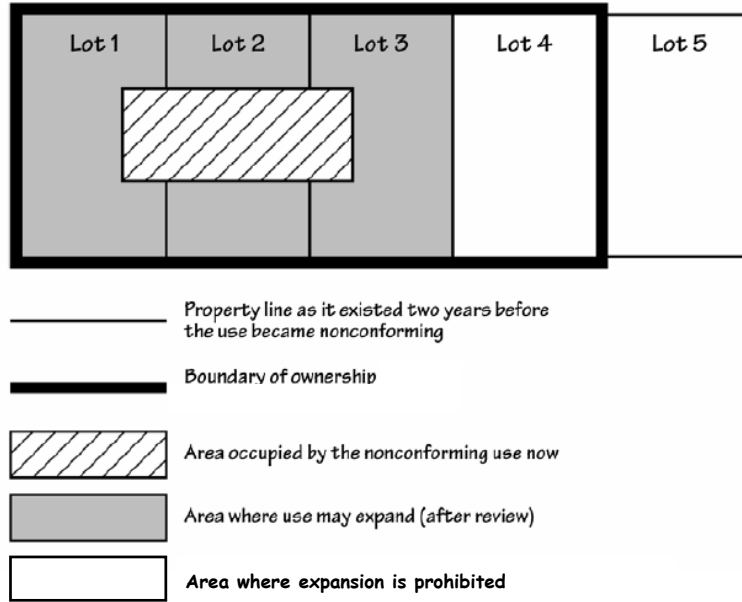 Lot 1 Lot 2 Lot 3 Lot 4 Lot 5
Property line as it existed two years before
the use became nonconforming
Boundary of ownership
Area occupied by the nonconforming use now
Area where use may expand (after review)
Area where expansion is prohibited